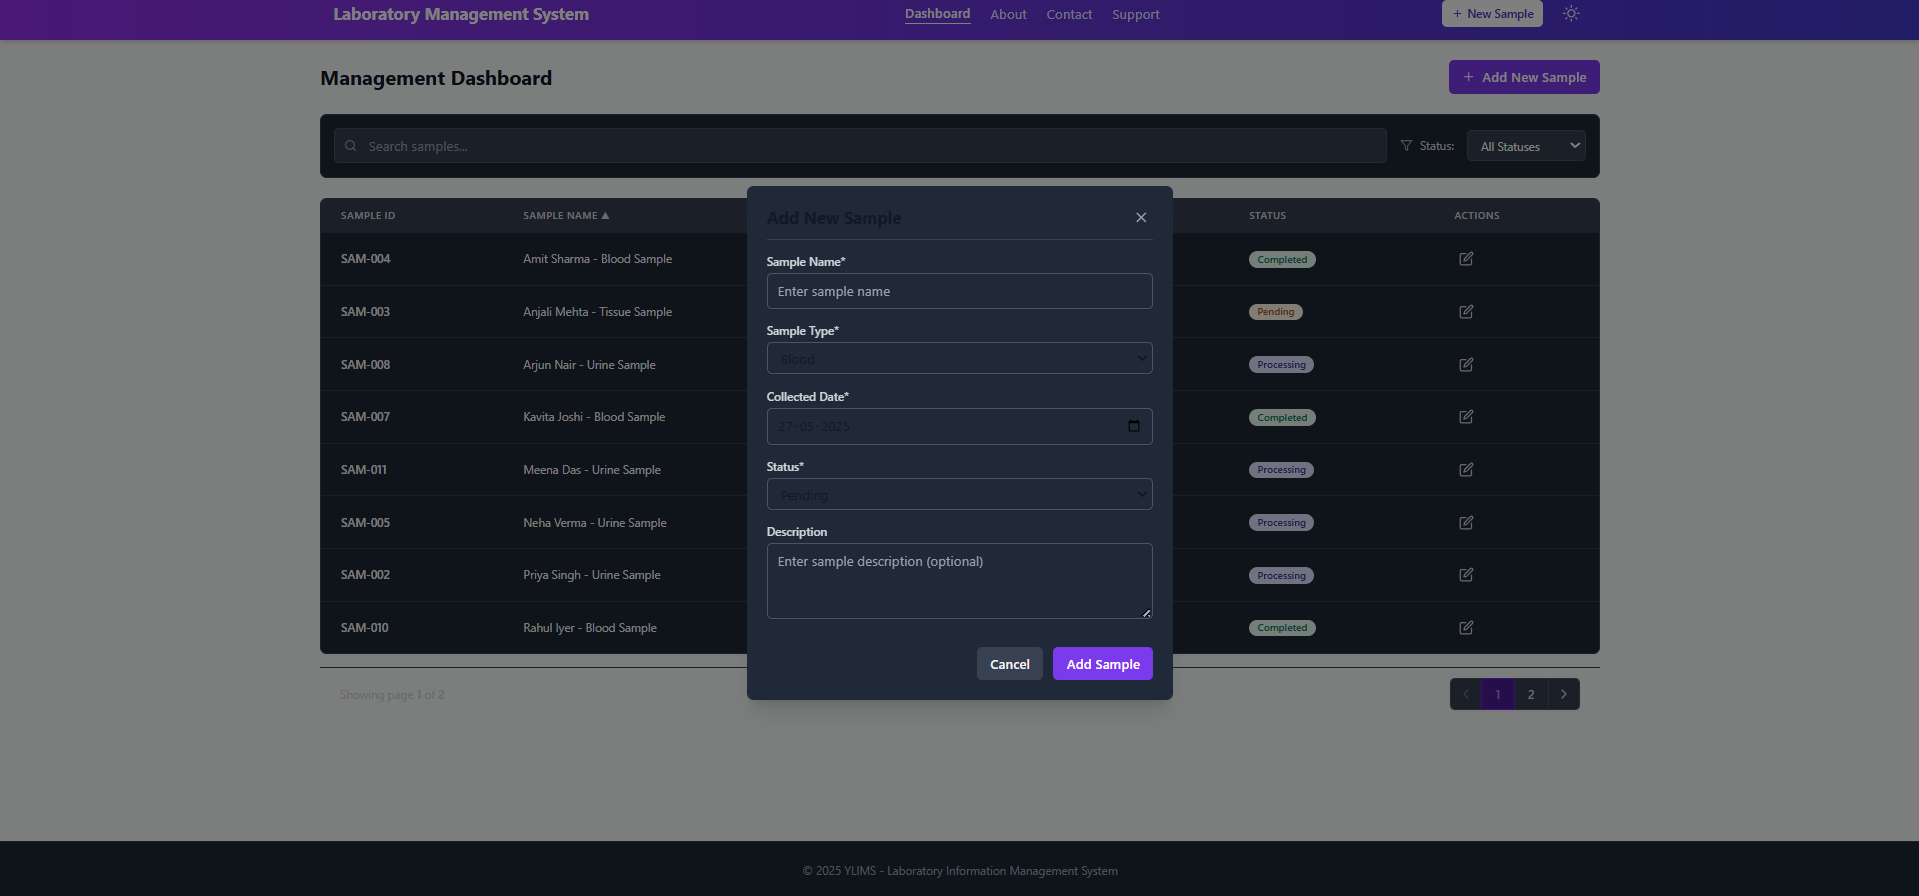 Laboratory Management System
Dashboard About Contact Support
+ New Sample
Management Dashboard
+ Add New Sample
Search samples...
Status: All Statuses
SAMPLE ID SAMPLE NAME ▲ STATUS ACTIONS
SAM-004 Amit Sharma - Blood Sample Completed
SAM-003 Anjali Mehta - Tissue Sample Pending
SAM-008 Arjun Nair - Urine Sample Processing
SAM-007 Kavita Joshi - Blood Sample Completed
SAM-011 Meena Das - Urine Sample Processing
SAM-005 Neha Verma - Urine Sample Processing
SAM-002 Priya Singh - Urine Sample Processing
SAM-010 Rahul Iyer - Blood Sample Completed
Showing page 1 of 2
1 2
Add New Sample
Sample Name*
Enter sample name
Sample Type*
Blood
Collected Date*
27-05-2025
Status*
Pending
Description
Enter sample description (optional)
Cancel Add Sample
© 2025 YLIMS - Laboratory Information Management System